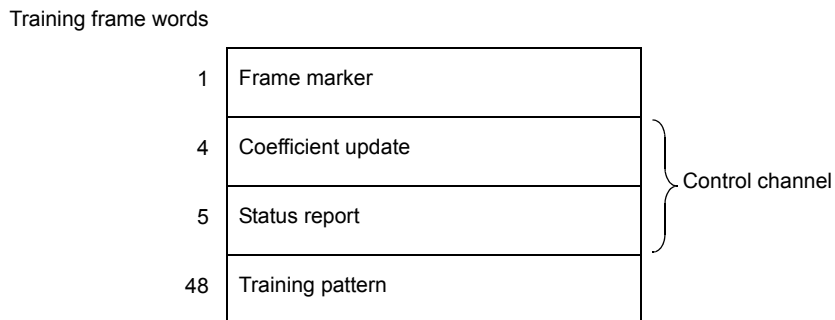 Training frame words
1 Frame marker
4 Coefficient update
Control channel
5 Status report
48 Training pattern